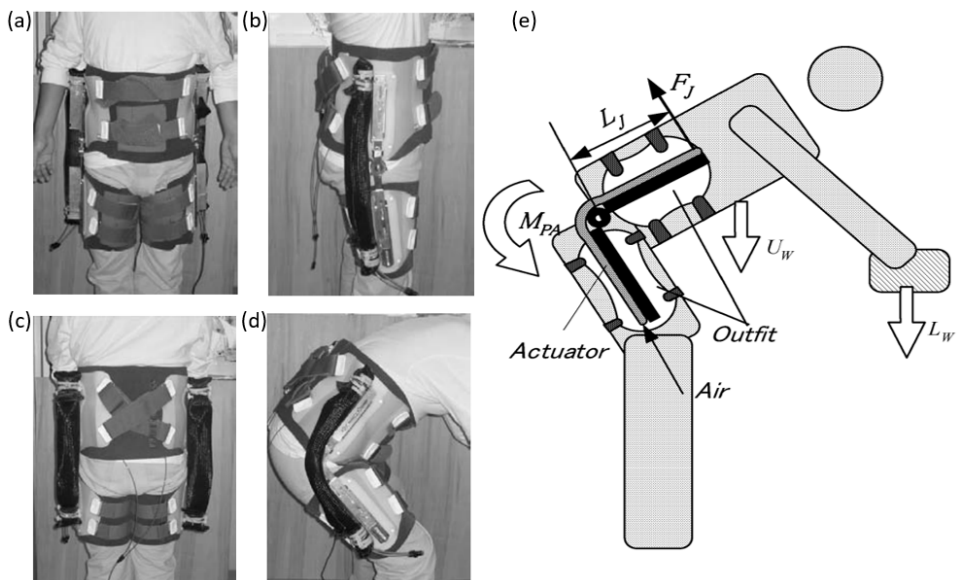 (a)
(b)
(c)
(d)
(e)
F_J
L_J
M_PA
U_W
L_W
Actuator
Outfit
Air